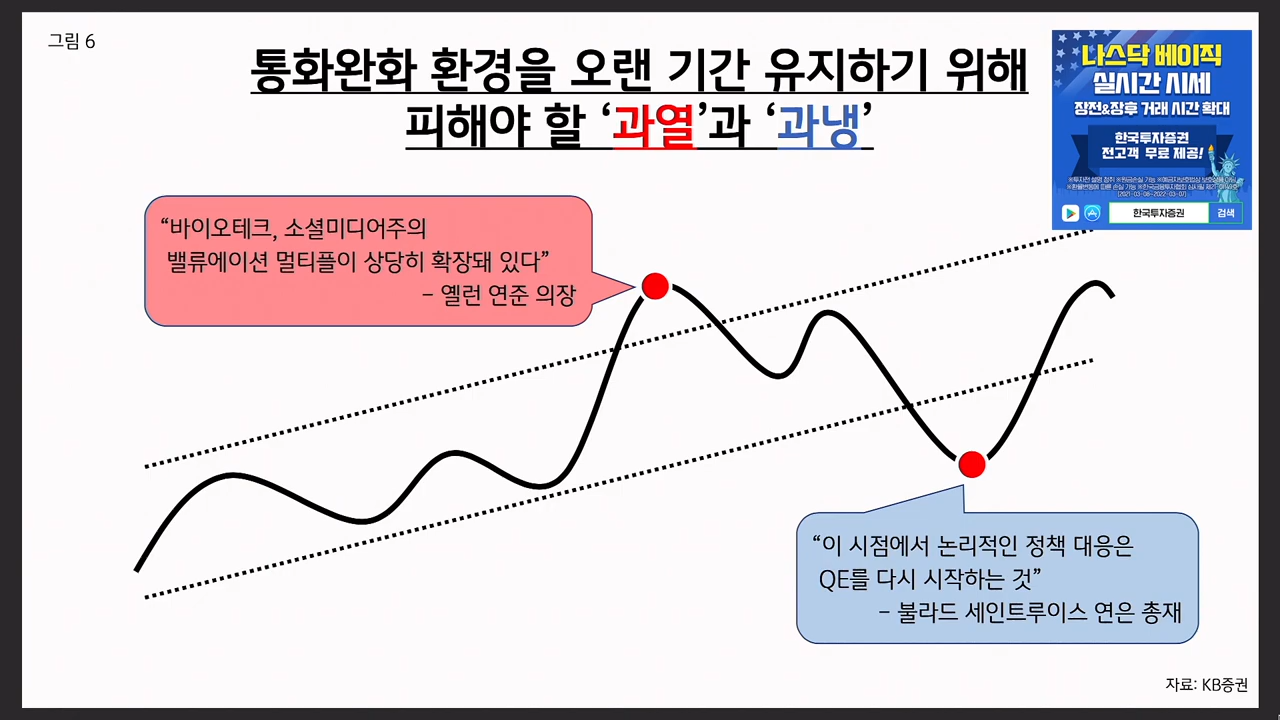 그림 6
통화완화 환경을 오랜 기간 유지하기 위해
피해야 할 ‘과열’과 ‘과냉’
나스닥 베이직
실시간 시세
장전&장후 거래 시간 확대
한국투자증권
전고객 무료 제공!
한국투자증권
검색
“바이오테크, 소셜미디어주의
밸류에이션 멀티플이 상당히 확장돼 있다”
– 옐런 연준 의장
“이 시점에서 논리적인 정책 대응은
QE를 다시 시작하는 것”
– 불라드 세인트루이스 연은 총재
자료: KB증권